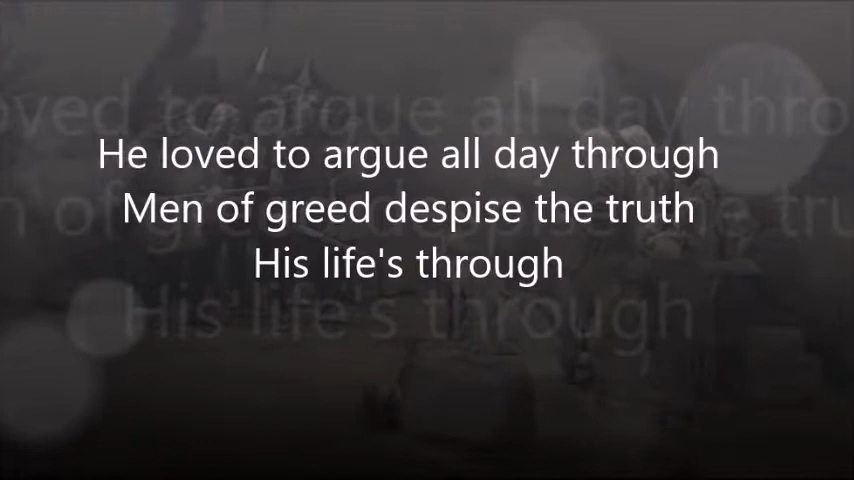 He loved to argue all day through
Men of greed despise the truth
His life's through